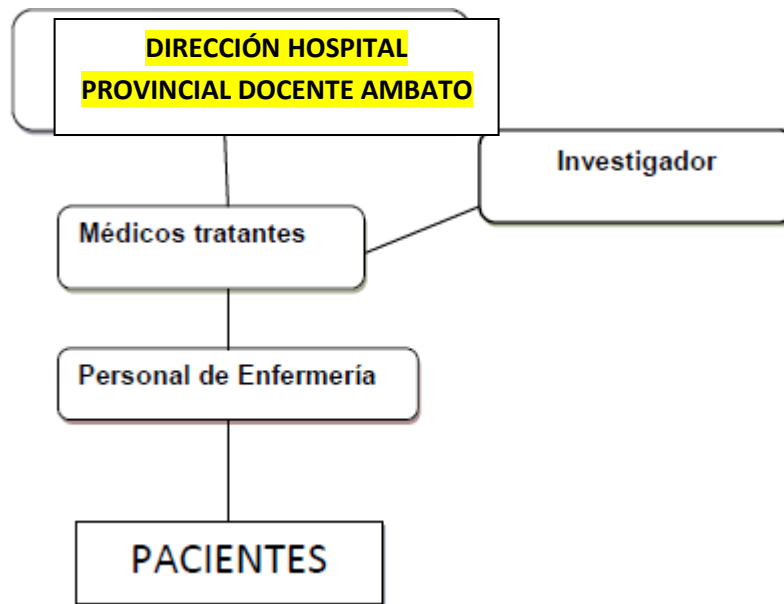 DIRECCIÓN HOSPITAL
PROVINCIAL DOCENTE AMBATO
Investigador
Médicos tratantes
Personal de Enfermería
PACIENTES